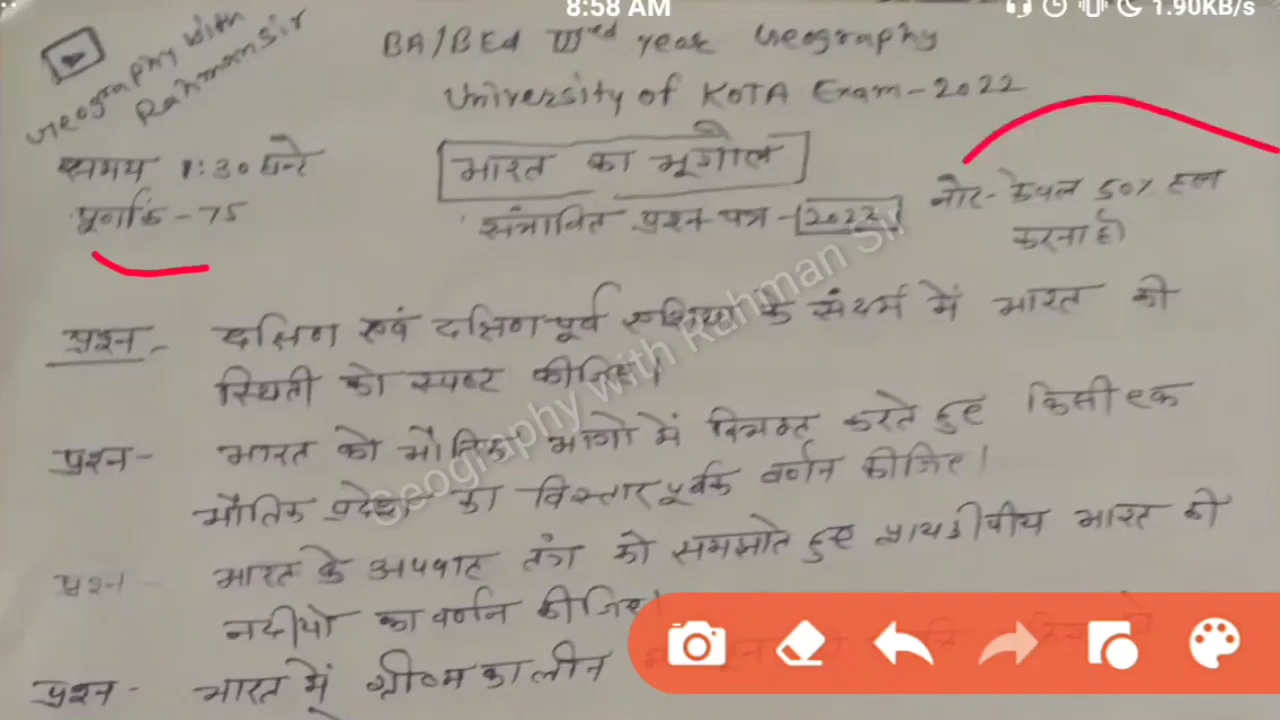 8:58 AM
1.90KB/s
Geography with
Rahman Sir
BA/BEd IIIrd year Geography
University of KOTA Exam-2022
समय 1:30 घन्टे
भारत का भूगोल
पूर्णांक - 75
संभावित प्रश्न पत्र - 2022
नोट- केवल 50% हल
करना है।
प्रश्न - दक्षिण एवं दक्षिण पूर्व एशिया के संदर्भ में भारत की
स्थिती को स्पष्ट कीजिए।
प्रश्न - भारत को भौतिक भागो में विभक्त करते हुए किसी एक
भौतिक प्रदेश का विस्तार पूर्वक वर्णन कीजिए।
प्रश्न - भारत के अपवाह तंत्र को समझाते हुए प्रायद्वीपीय भारत की
नदीयो का वर्णन कीजिए।
प्रश्न - भारत में ग्रीष्म कालीन
Geography with Rahman Sir